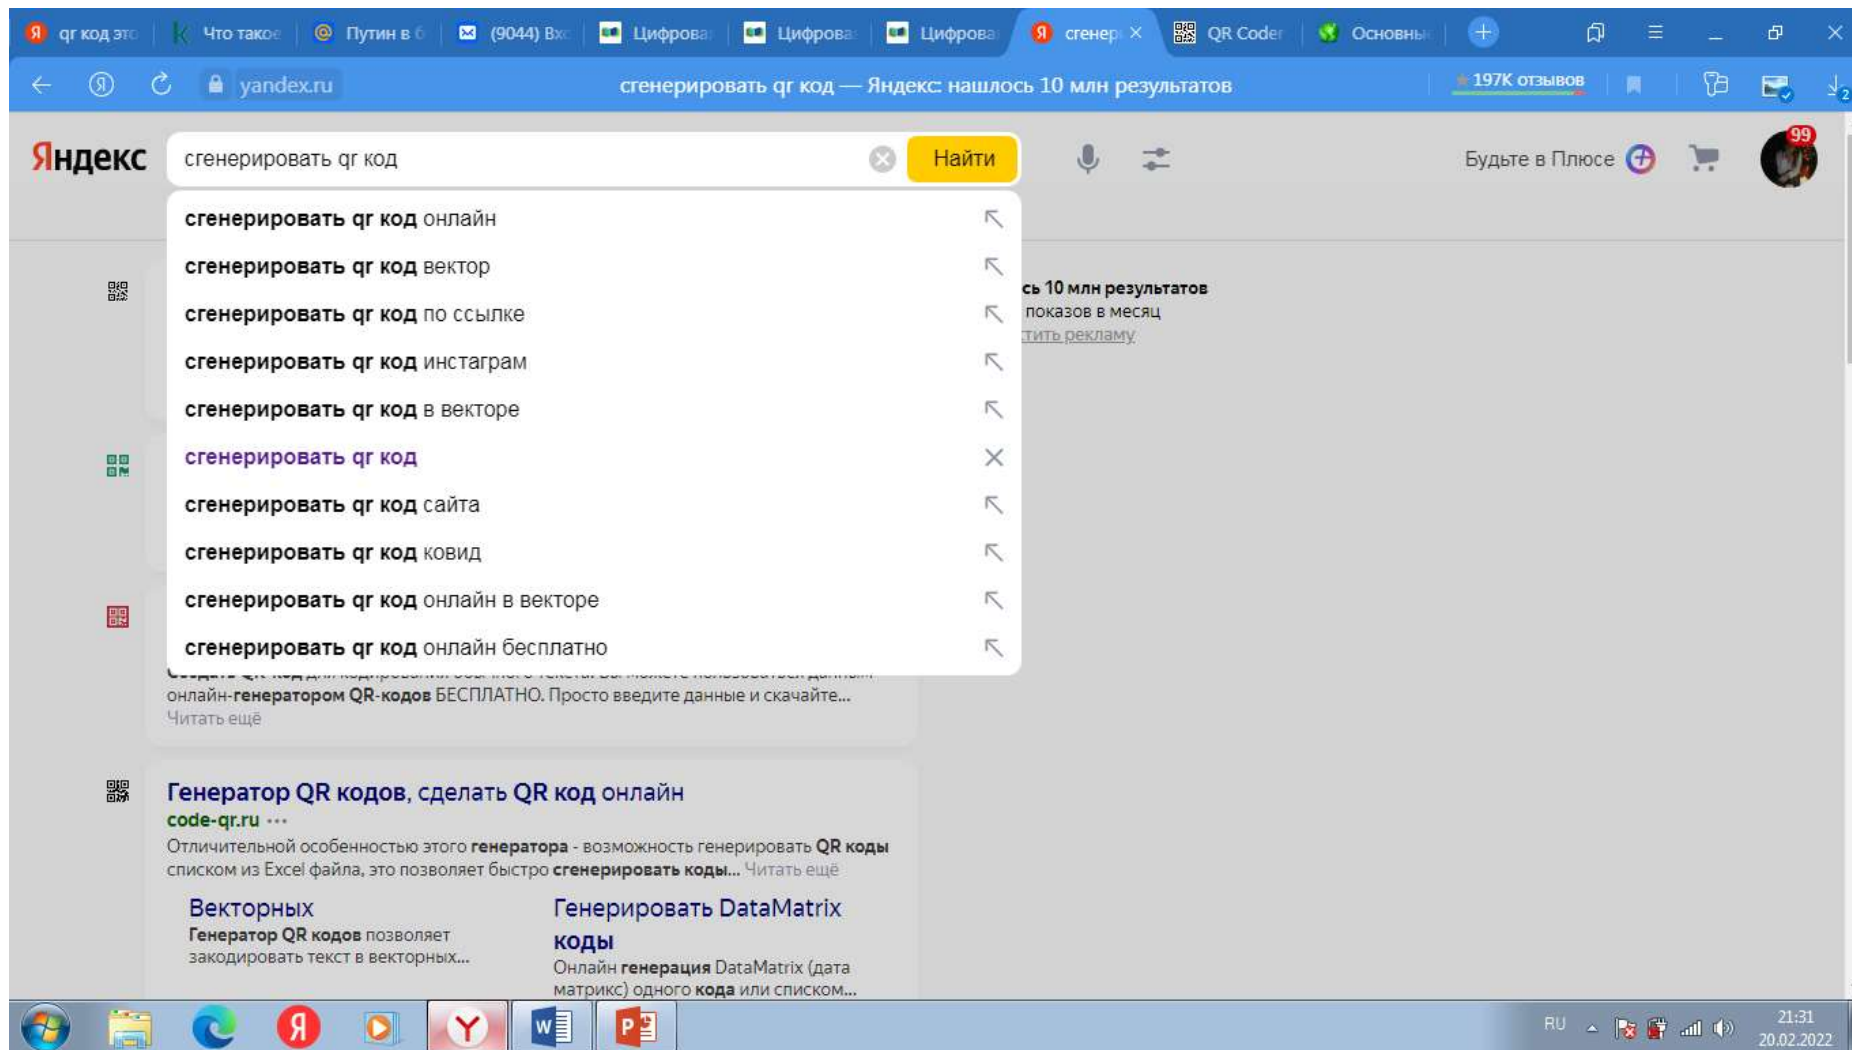 qr код это
Что такое
Путин в б
(9044) Вхо
Цифрова
Цифрова
Цифрова
сгенер
QR Coder
Основны
yandex.ru
сгенерировать qr код — Яндекс: нашлось 10 млн результатов
197K отзывов
2
Яндекс
сгенерировать qr код
Найти
Будьте в Плюсе
99
сгенерировать qr код онлайн
сгенерировать qr код вектор
сгенерировать qr код по ссылке
сгенерировать qr код инстаграм
сгенерировать qr код в векторе
сгенерировать qr код
сгенерировать qr код сайта
сгенерировать qr код ковид
сгенерировать qr код онлайн в векторе
сгенерировать qr код онлайн бесплатно
сь 10 млн результатов
показов в месяц
тить рекламу
онлайн-генератором QR-кодов БЕСПЛАТНО. Просто введите данные и скачайте...
Читать ещё
Генератор QR кодов, сделать QR код онлайн
code-qr.ru ...
Отличительной особенностью этого генератора - возможность генерировать QR коды
списком из Excel файла, это позволяет быстро сгенерировать коды... Читать ещё
Векторных
Генератор QR кодов позволяет
закодировать текст в векторных...
Генерировать DataMatrix
коды
Онлайн генерация DataMatrix (дата
матрикс) одного кода или списком...
RU
21:31
20.02.2022